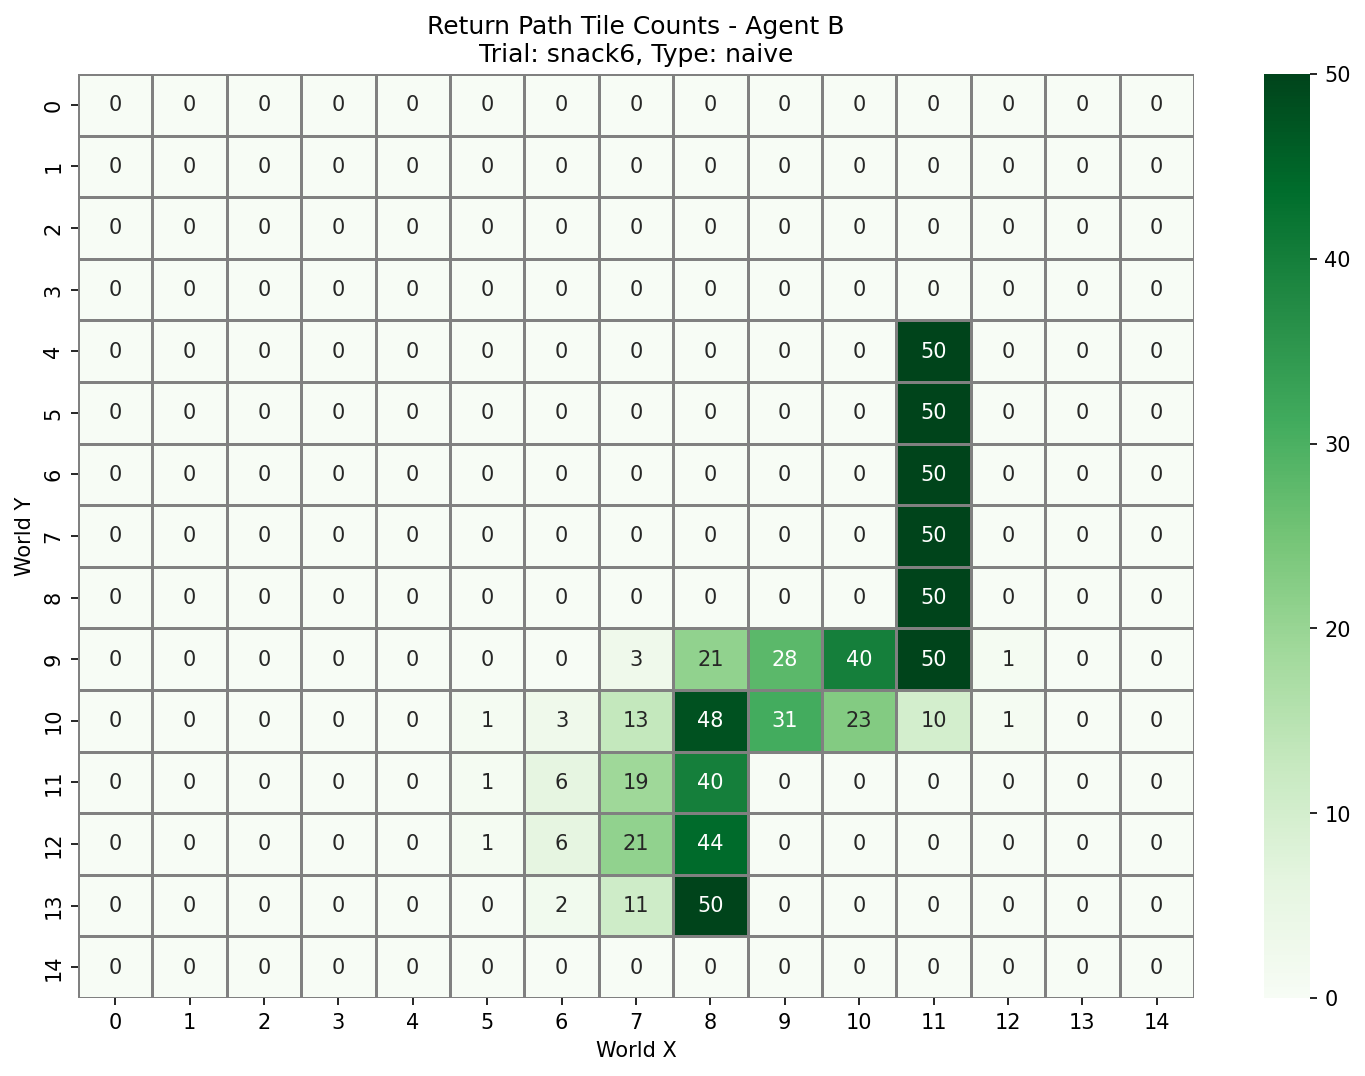 Return Path Tile Counts - Agent B
Trial: snack6, Type: naive
World Y
0 0 0 0 0 0 0 0 0 0 0 0 0 0 0 0
1 0 0 0 0 0 0 0 0 0 0 0 0 0 0 0
2 0 0 0 0 0 0 0 0 0 0 0 0 0 0 0
3 0 0 0 0 0 0 0 0 0 0 0 0 0 0 0
4 0 0 0 0 0 0 0 0 0 0 0 50 0 0 0
5 0 0 0 0 0 0 0 0 0 0 0 50 0 0 0
6 0 0 0 0 0 0 0 0 0 0 0 50 0 0 0
7 0 0 0 0 0 0 0 0 0 0 0 50 0 0 0
8 0 0 0 0 0 0 0 0 0 0 0 50 0 0 0
9 0 0 0 0 0 0 0 3 21 28 40 50 1 0 0
10 0 0 0 0 0 1 3 13 48 31 23 10 1 0 0
11 0 0 0 0 0 1 6 19 40 0 0 0 0 0 0
12 0 0 0 0 0 1 6 21 44 0 0 0 0 0 0
13 0 0 0 0 0 0 2 11 50 0 0 0 0 0 0
14 0 0 0 0 0 0 0 0 0 0 0 0 0 0 0
0 1 2 3 4 5 6 7 8 9 10 11 12 13 14
World X
50
40
30
20
10
0